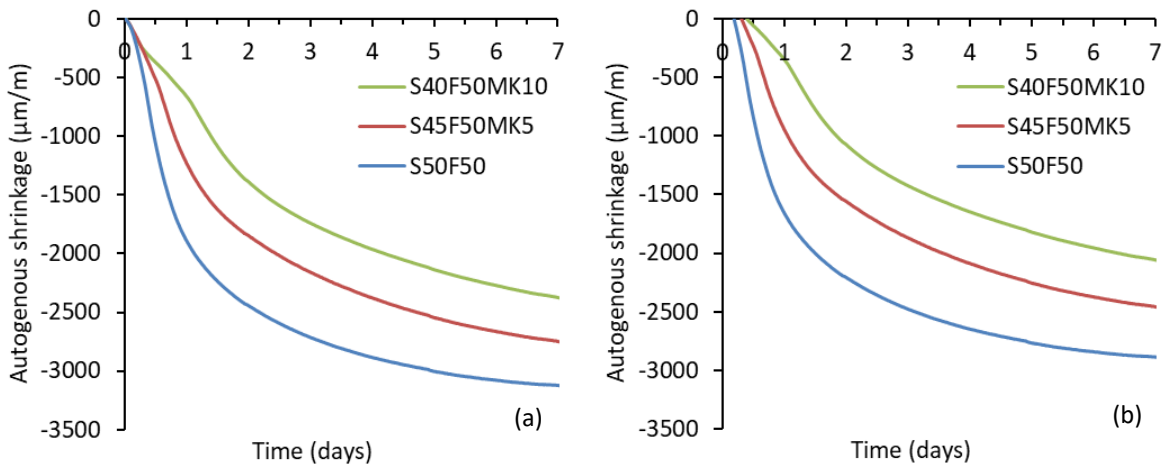 0
-500
-1000
-1500
-2000
-2500
-3000
-3500
0 1 2 3 4 5 6 7
Autogenous shrinkage (µm/m)
Time (days)
S40F50MK10
S45F50MK5
S50F50
(a)
0
-500
-1000
-1500
-2000
-2500
-3000
-3500
0 1 2 3 4 5 6 7
Autogenous shrinkage (µm/m)
Time (days)
S40F50MK10
S45F50MK5
S50F50
(b)